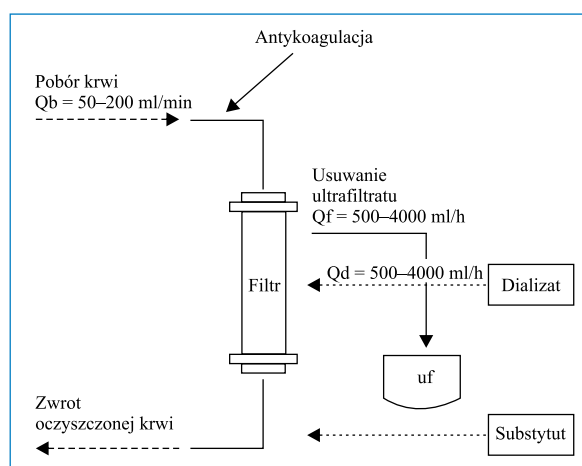 Antykoagulacja
Pobór krwi
Qb = 50–200 ml/min
Usuwanie
ultrafiltratu
Qf = 500–4000 ml/h
Qd = 500–4000 ml/h
Filtr
Dializat
uf
Zwrot
oczyszczonej krwi
Substytut